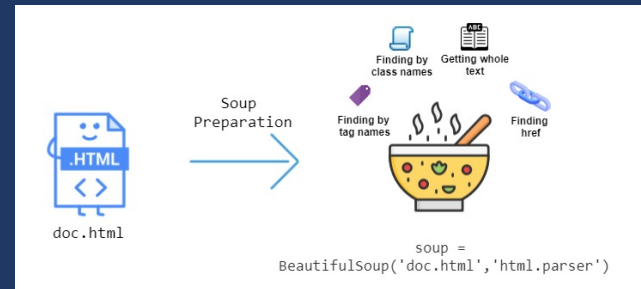 .HTML
doc.html
Soup
Preparation
Finding by
tag names
Finding by
class names
ABC
Getting whole
text
Finding
href
soup =
BeautifulSoup('doc.html','html.parser')